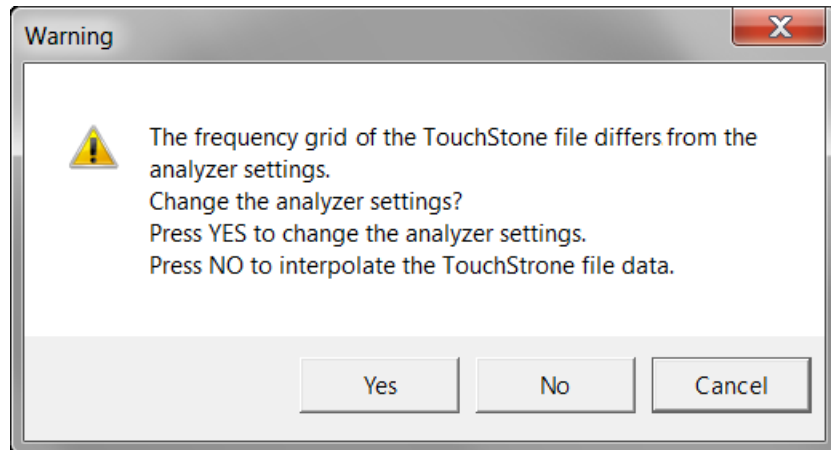 Warning
The frequency grid of the TouchStone file differs from the
analyzer settings.
Change the analyzer settings?
Press YES to change the analyzer settings.
Press NO to interpolate the TouchStrone file data.
Yes
No
Cancel